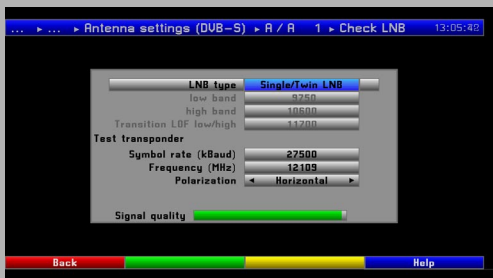 ... ▸ ... ▸ Antenna settings (DVB-S) ▸ A / A 1 ▸ Check LNB 13:05:42
LNB type Single/Twin LNB
low band 9750
high band 10600
Transition LOF low/high 11700
Test transponder
Symbol rate (kBaud) 27500
Frequency (MHz) 12109
Polarization ◂ Horizontal ▸
Signal quality
Back Help